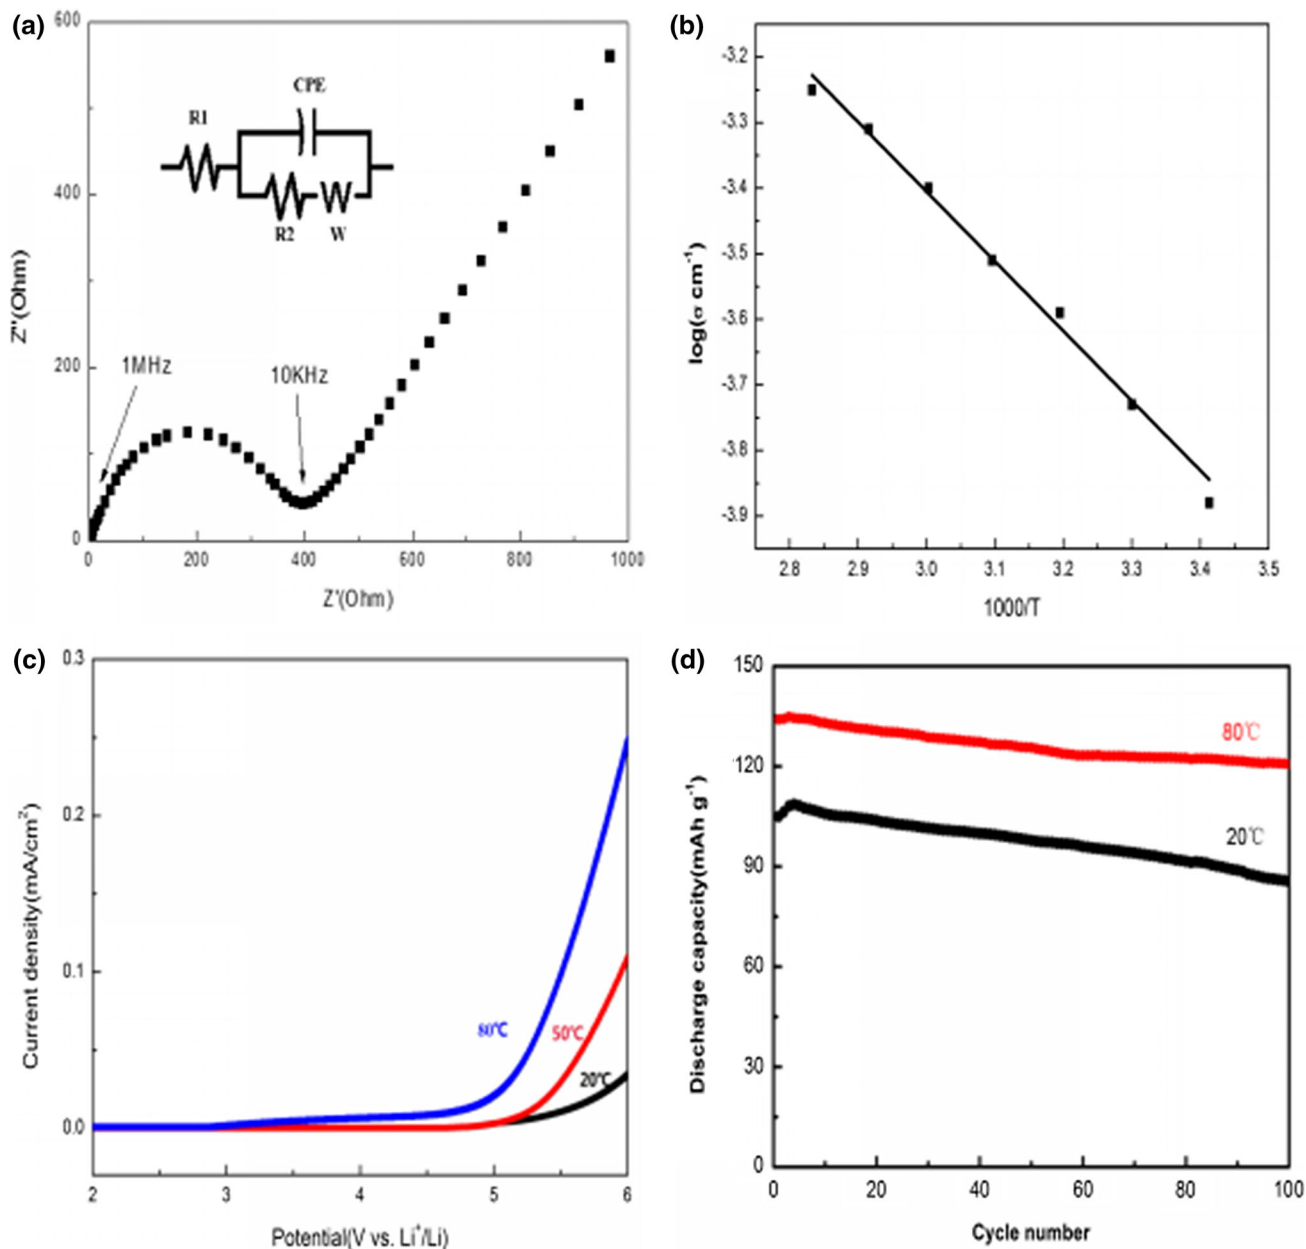 (a)
600
400
200
0
Z''(Ohm)
CPE
R1
R2
W
1MHz
10KHz
0
200
400
600
800
1000
Z'(Ohm)
(b)
-3.2
-3.3
-3.4
-3.5
-3.6
-3.7
-3.8
-3.9
log(σ cm⁻¹)
2.8
2.9
3.0
3.1
3.2
3.3
3.4
3.5
1000/T
(c)
0.3
0.2
0.1
0.0
Current density(mA/cm²)
80℃
50℃
20℃
2
3
4
5
6
Potential(V vs. Li⁺/Li)
(d)
150
120
90
60
30
0
Discharge capacity(mAh g⁻¹)
80℃
20℃
0
20
40
60
80
100
Cycle number